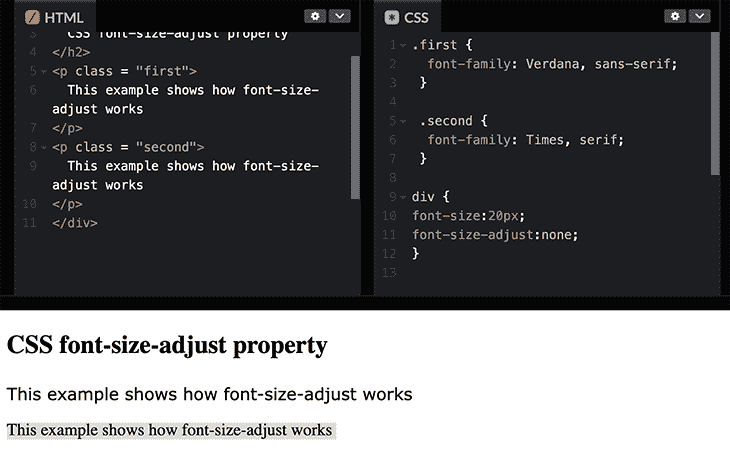 HTML
3 CSS font-size-adjust property
4 </h2>
5 <p class = "first">
6 This example shows how font-size-
adjust works
7 </p>
8 <p class = "second">
9 This example shows how font-size-
adjust works
10 </p>
11 </div>
CSS
1 .first {
2 font-family: Verdana, sans-serif;
3 }
4
5 .second {
6 font-family: Times, serif;
7 }
8
9 div {
10 font-size:20px;
11 font-size-adjust:none;
12 }
13
CSS font-size-adjust property
This example shows how font-size-adjust works
This example shows how font-size-adjust works